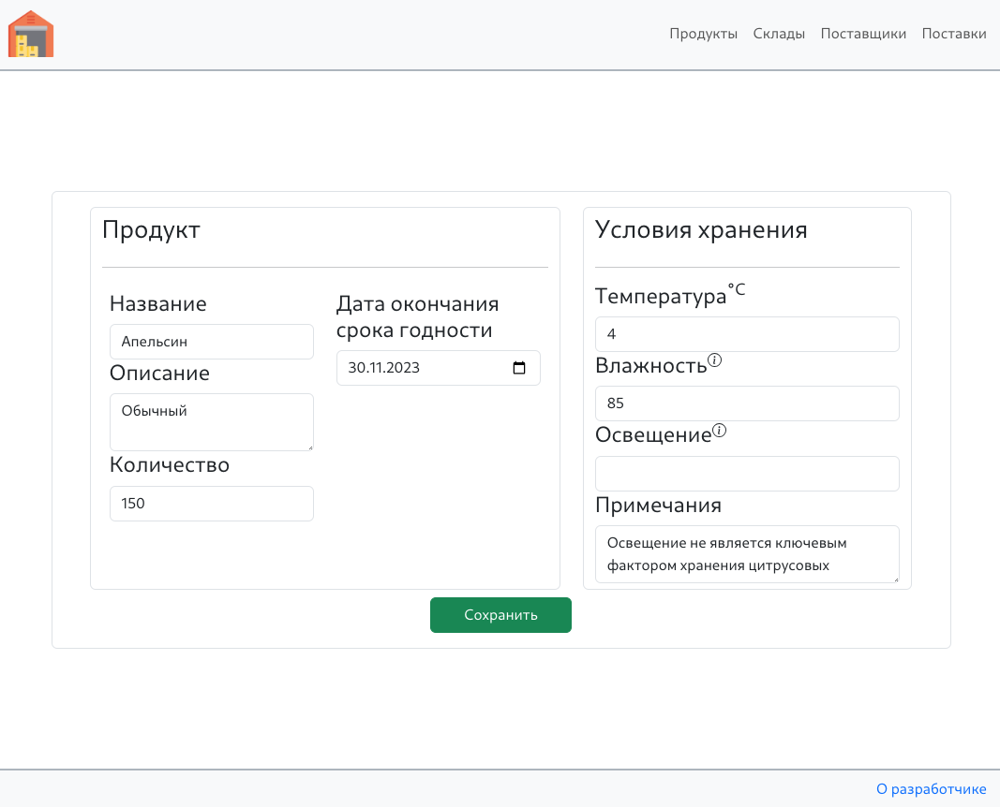 Продукты Склады Поставщики Поставки
Продукт
Название
Апельсин
Описание
Обычный
Количество
150
Дата окончания
срока годности
30.11.2023
Условия хранения
Температура°C
4
Влажность
85
Освещение
Примечания
Освещение не является ключевым
фактором хранения цитрусовых
Сохранить
О разработчике